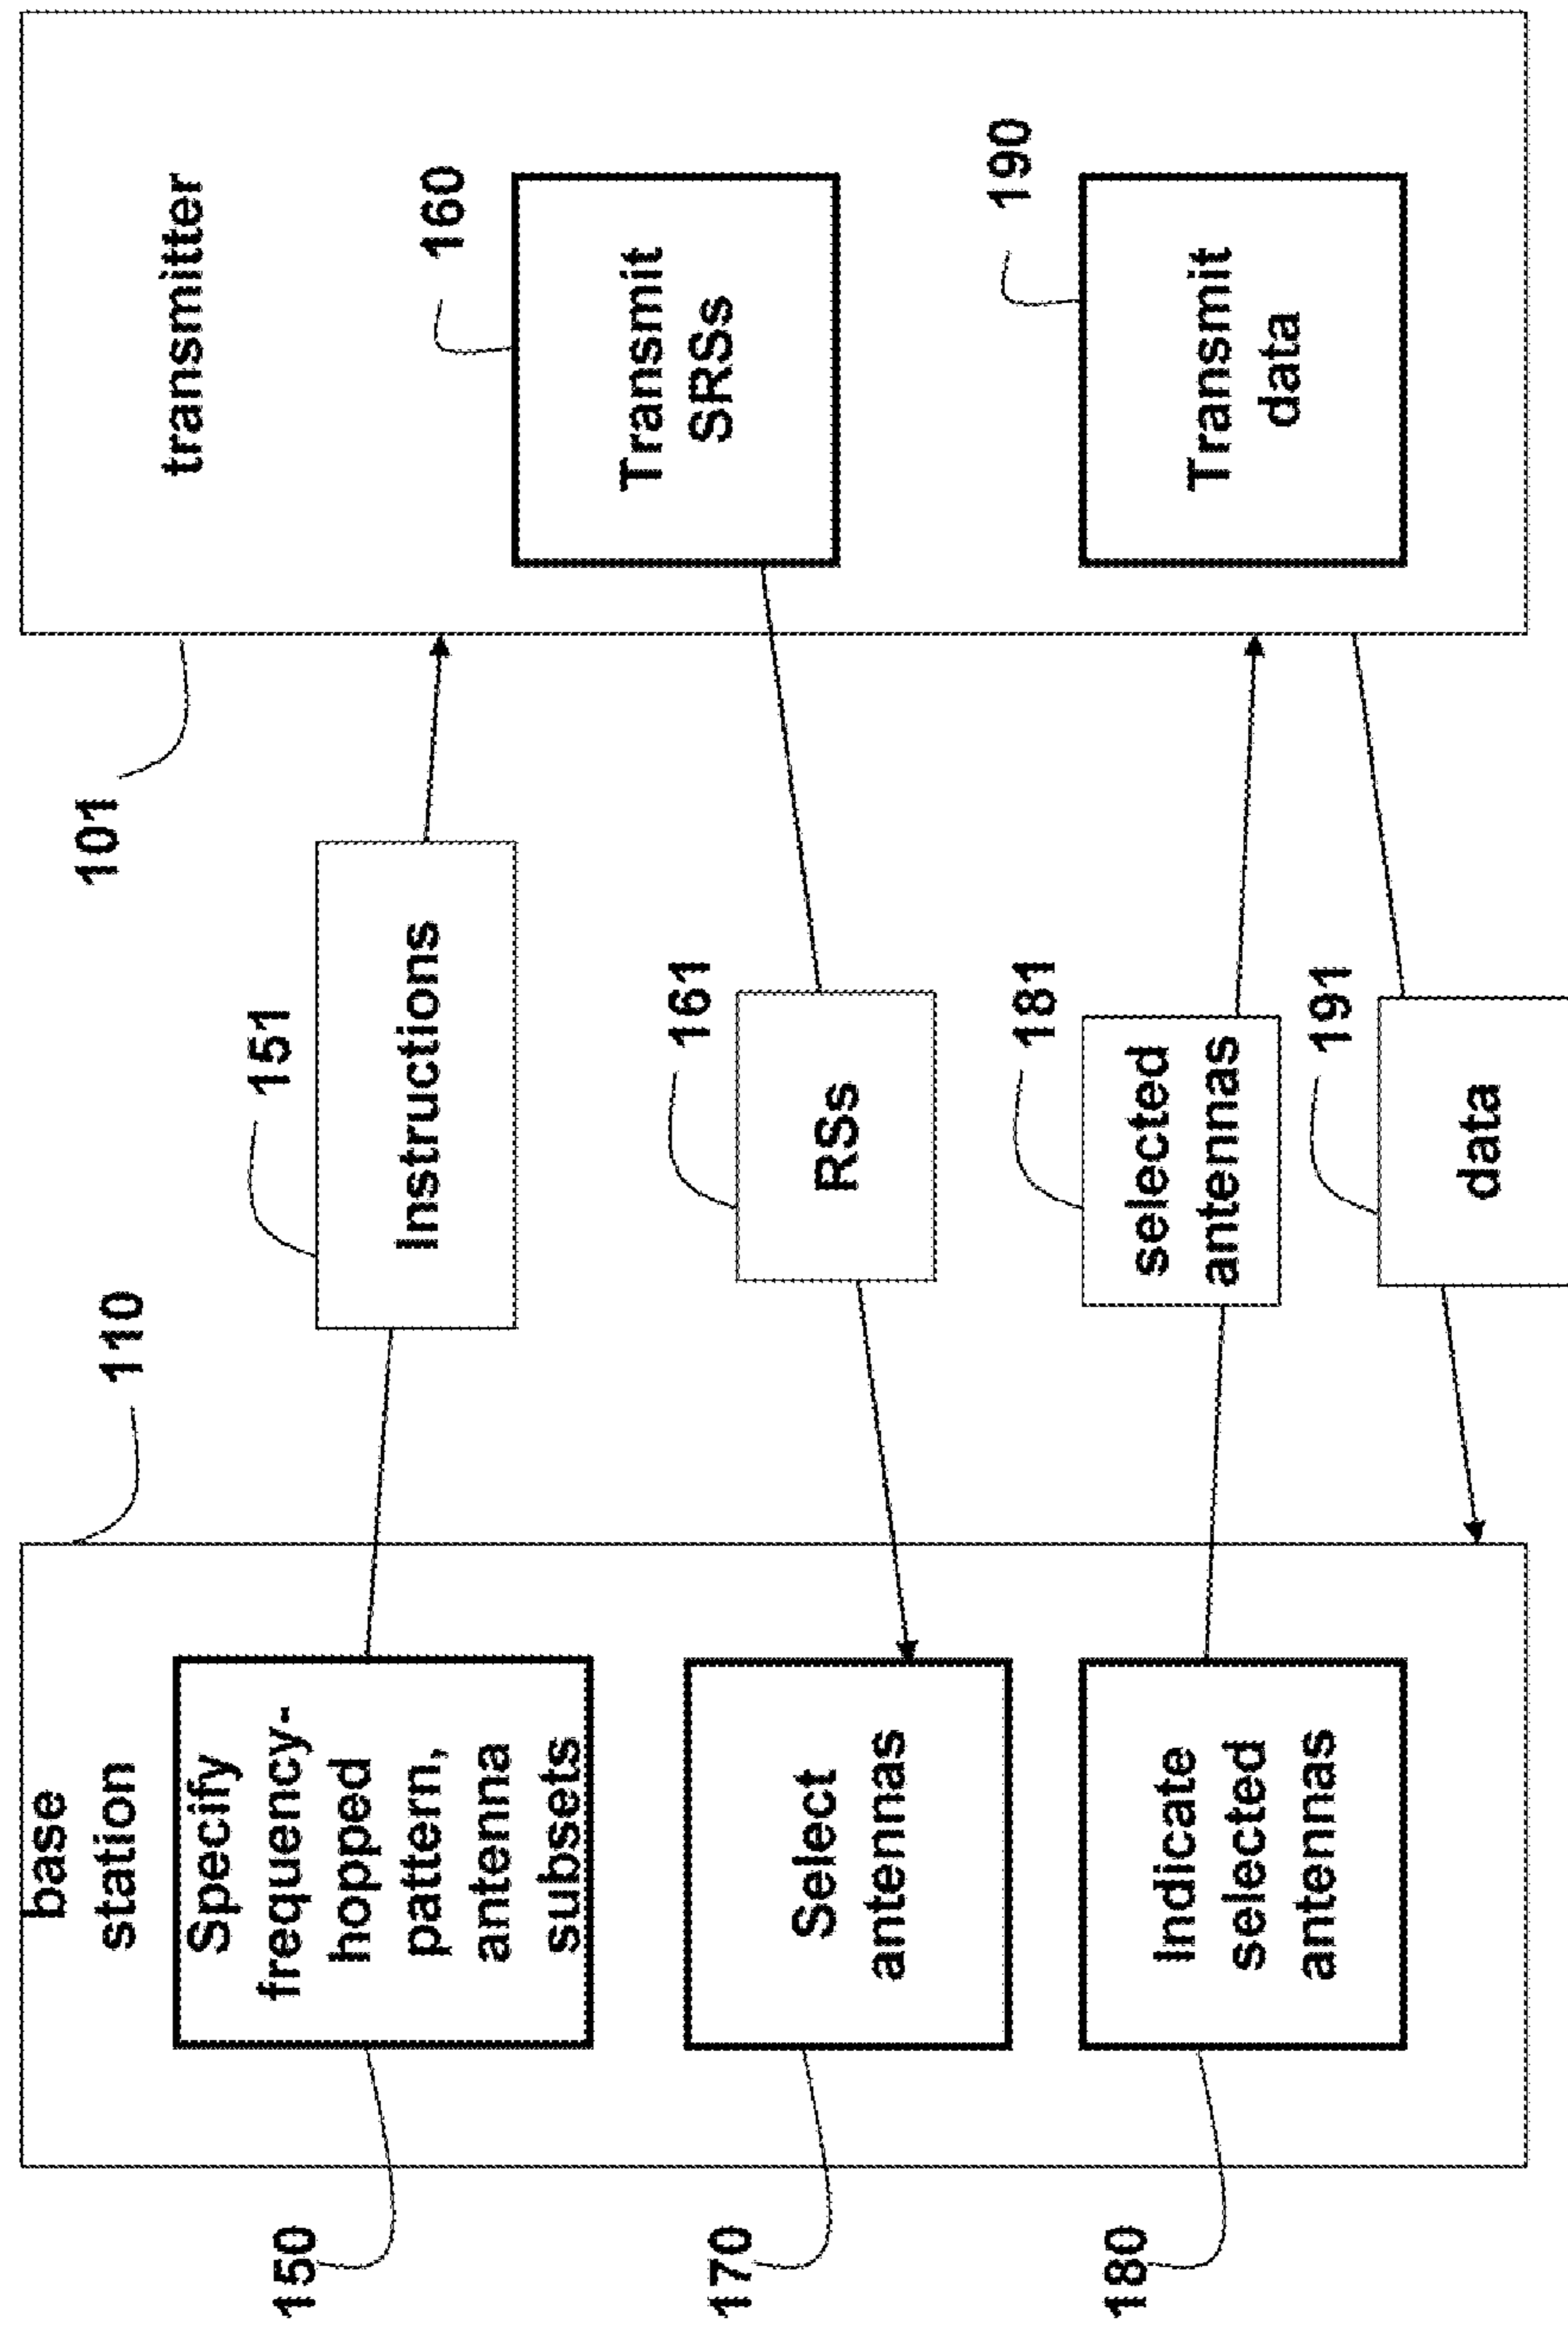 base
station
110
Specify
frequency-
hopped
pattern,
antenna
subsets
150
Select
antennas
170
Indicate
selected
antennas
180
151
Instructions
161
RSs
181
selected
antennas
191
data
101
transmitter
160
Transmit
SRSs
190
Transmit
data